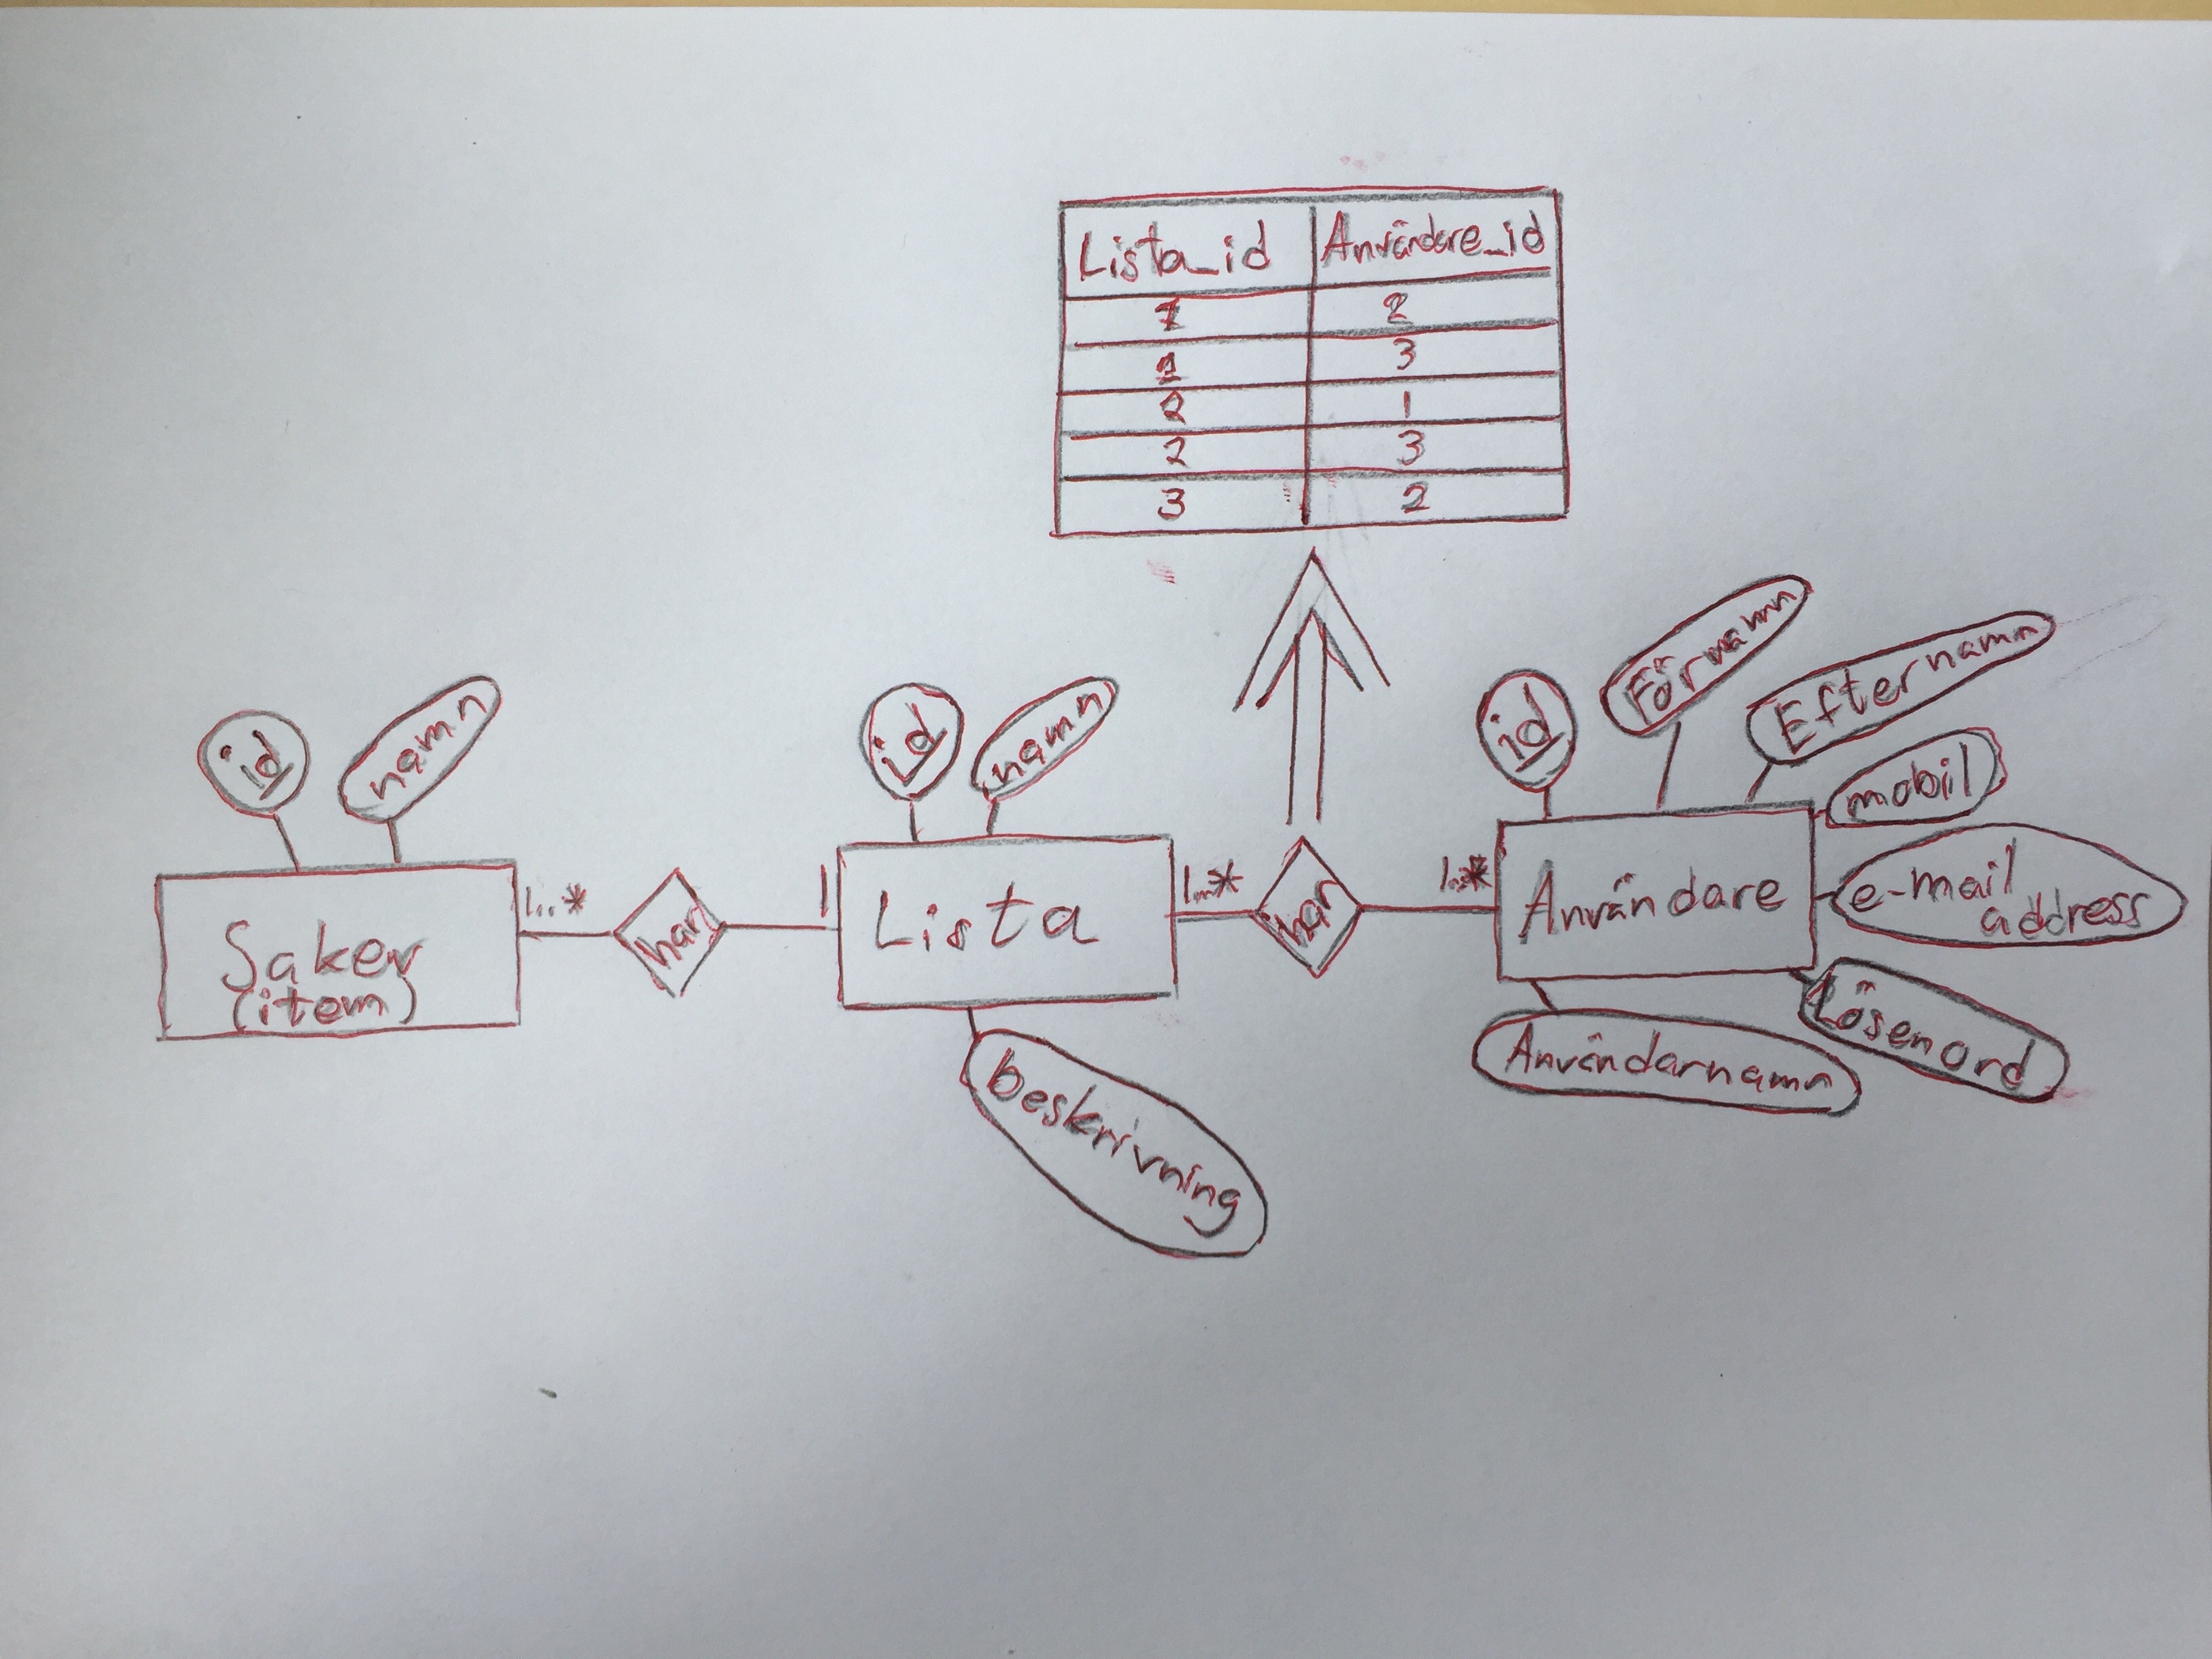 Lista_id Användare_id
1 2
1 3
2 1
2 3
3 2
id namn
id namn
id Förnamn Efternamn
mobil
e-mail
address
Lösenord
Användarnamn
Saker
(item)
1..* har 1
Lista
1..* har 1..*
Användare
beskrivning